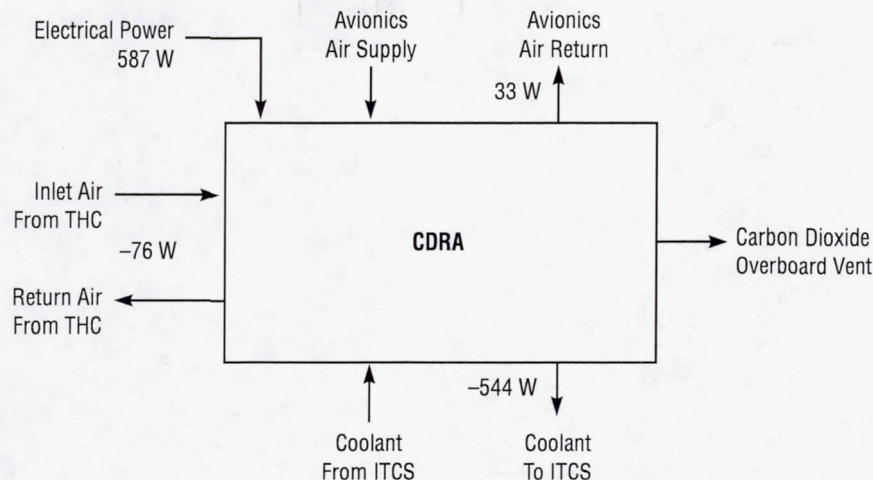 Electrical Power
587 W
Avionics
Air Supply
Avionics
Air Return
33 W
Inlet Air
From THC
–76 W
Return Air
From THC
CDRA
Carbon Dioxide
Overboard Vent
–544 W
Coolant
From ITCS
Coolant
To ITCS